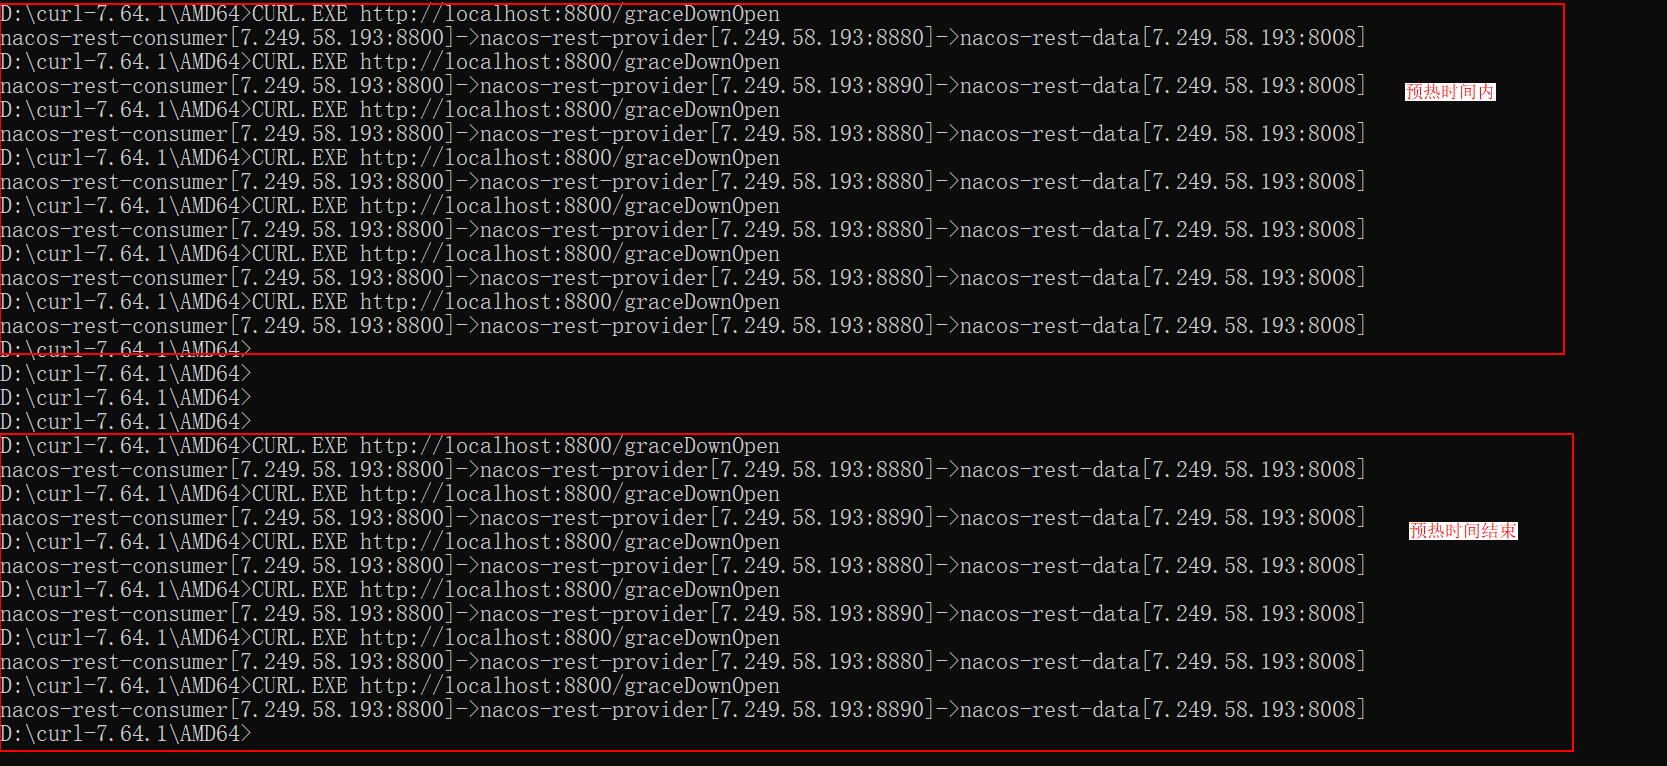 D:\curl-7.64.1\AMD64>CURL.EXE http://localhost:8800/graceDownOpen
nacos-rest-consumer[7.249.58.193:8800]->nacos-rest-provider[7.249.58.193:8880]->nacos-rest-data[7.249.58.193:8008]
D:\curl-7.64.1\AMD64>CURL.EXE http://localhost:8800/graceDownOpen
nacos-rest-consumer[7.249.58.193:8800]->nacos-rest-provider[7.249.58.193:8890]->nacos-rest-data[7.249.58.193:8008]
预热时间内
D:\curl-7.64.1\AMD64>CURL.EXE http://localhost:8800/graceDownOpen
nacos-rest-consumer[7.249.58.193:8800]->nacos-rest-provider[7.249.58.193:8880]->nacos-rest-data[7.249.58.193:8008]
D:\curl-7.64.1\AMD64>CURL.EXE http://localhost:8800/graceDownOpen
nacos-rest-consumer[7.249.58.193:8800]->nacos-rest-provider[7.249.58.193:8880]->nacos-rest-data[7.249.58.193:8008]
D:\curl-7.64.1\AMD64>CURL.EXE http://localhost:8800/graceDownOpen
nacos-rest-consumer[7.249.58.193:8800]->nacos-rest-provider[7.249.58.193:8880]->nacos-rest-data[7.249.58.193:8008]
D:\curl-7.64.1\AMD64>CURL.EXE http://localhost:8800/graceDownOpen
nacos-rest-consumer[7.249.58.193:8800]->nacos-rest-provider[7.249.58.193:8880]->nacos-rest-data[7.249.58.193:8008]
D:\curl-7.64.1\AMD64>CURL.EXE http://localhost:8800/graceDownOpen
nacos-rest-consumer[7.249.58.193:8800]->nacos-rest-provider[7.249.58.193:8880]->nacos-rest-data[7.249.58.193:8008]
D:\curl-7.64.1\AMD64>
D:\curl-7.64.1\AMD64>
D:\curl-7.64.1\AMD64>
D:\curl-7.64.1\AMD64>
D:\curl-7.64.1\AMD64>CURL.EXE http://localhost:8800/graceDownOpen
nacos-rest-consumer[7.249.58.193:8800]->nacos-rest-provider[7.249.58.193:8880]->nacos-rest-data[7.249.58.193:8008]
D:\curl-7.64.1\AMD64>CURL.EXE http://localhost:8800/graceDownOpen
nacos-rest-consumer[7.249.58.193:8800]->nacos-rest-provider[7.249.58.193:8890]->nacos-rest-data[7.249.58.193:8008]
预热时间结束
D:\curl-7.64.1\AMD64>CURL.EXE http://localhost:8800/graceDownOpen
nacos-rest-consumer[7.249.58.193:8800]->nacos-rest-provider[7.249.58.193:8880]->nacos-rest-data[7.249.58.193:8008]
D:\curl-7.64.1\AMD64>CURL.EXE http://localhost:8800/graceDownOpen
nacos-rest-consumer[7.249.58.193:8800]->nacos-rest-provider[7.249.58.193:8890]->nacos-rest-data[7.249.58.193:8008]
D:\curl-7.64.1\AMD64>CURL.EXE http://localhost:8800/graceDownOpen
nacos-rest-consumer[7.249.58.193:8800]->nacos-rest-provider[7.249.58.193:8880]->nacos-rest-data[7.249.58.193:8008]
D:\curl-7.64.1\AMD64>CURL.EXE http://localhost:8800/graceDownOpen
nacos-rest-consumer[7.249.58.193:8800]->nacos-rest-provider[7.249.58.193:8890]->nacos-rest-data[7.249.58.193:8008]
D:\curl-7.64.1\AMD64>